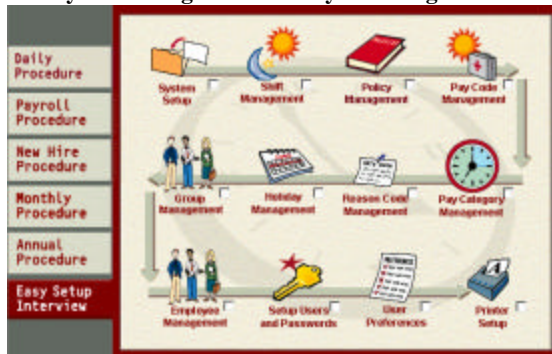 Daily
Procedure
Payroll
Procedure
New Hire
Procedure
Monthly
Procedure
Annual
Procedure
Easy Setup
Interview
System
Setup
Shift
Management
Policy
Management
Pay Code
Management
Group
Management
Holiday
Management
Reason Code
Management
Pay Category
Management
Employee
Management
Setup Users
and Passwords
User
Preferences
Printer
Setup